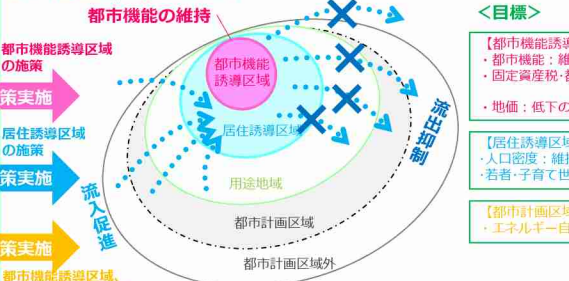 都市機能の維持
<目標>
都市機能誘導区域
の施策
策実施
居住誘導区域
の施策
策実施
流入促進
策実施
都市機能誘導区域、
都市機能
誘導区域
居住誘導区域
用途地域
都市計画区域
都市計画区域外
流出抑制
【都市機能誘導
・都市機能：維
・固定資産税・都
・地価：低下の
【居住誘導区域
・人口密度：維持
・若者・子育て世
【都市計画区域
・エネルギー自